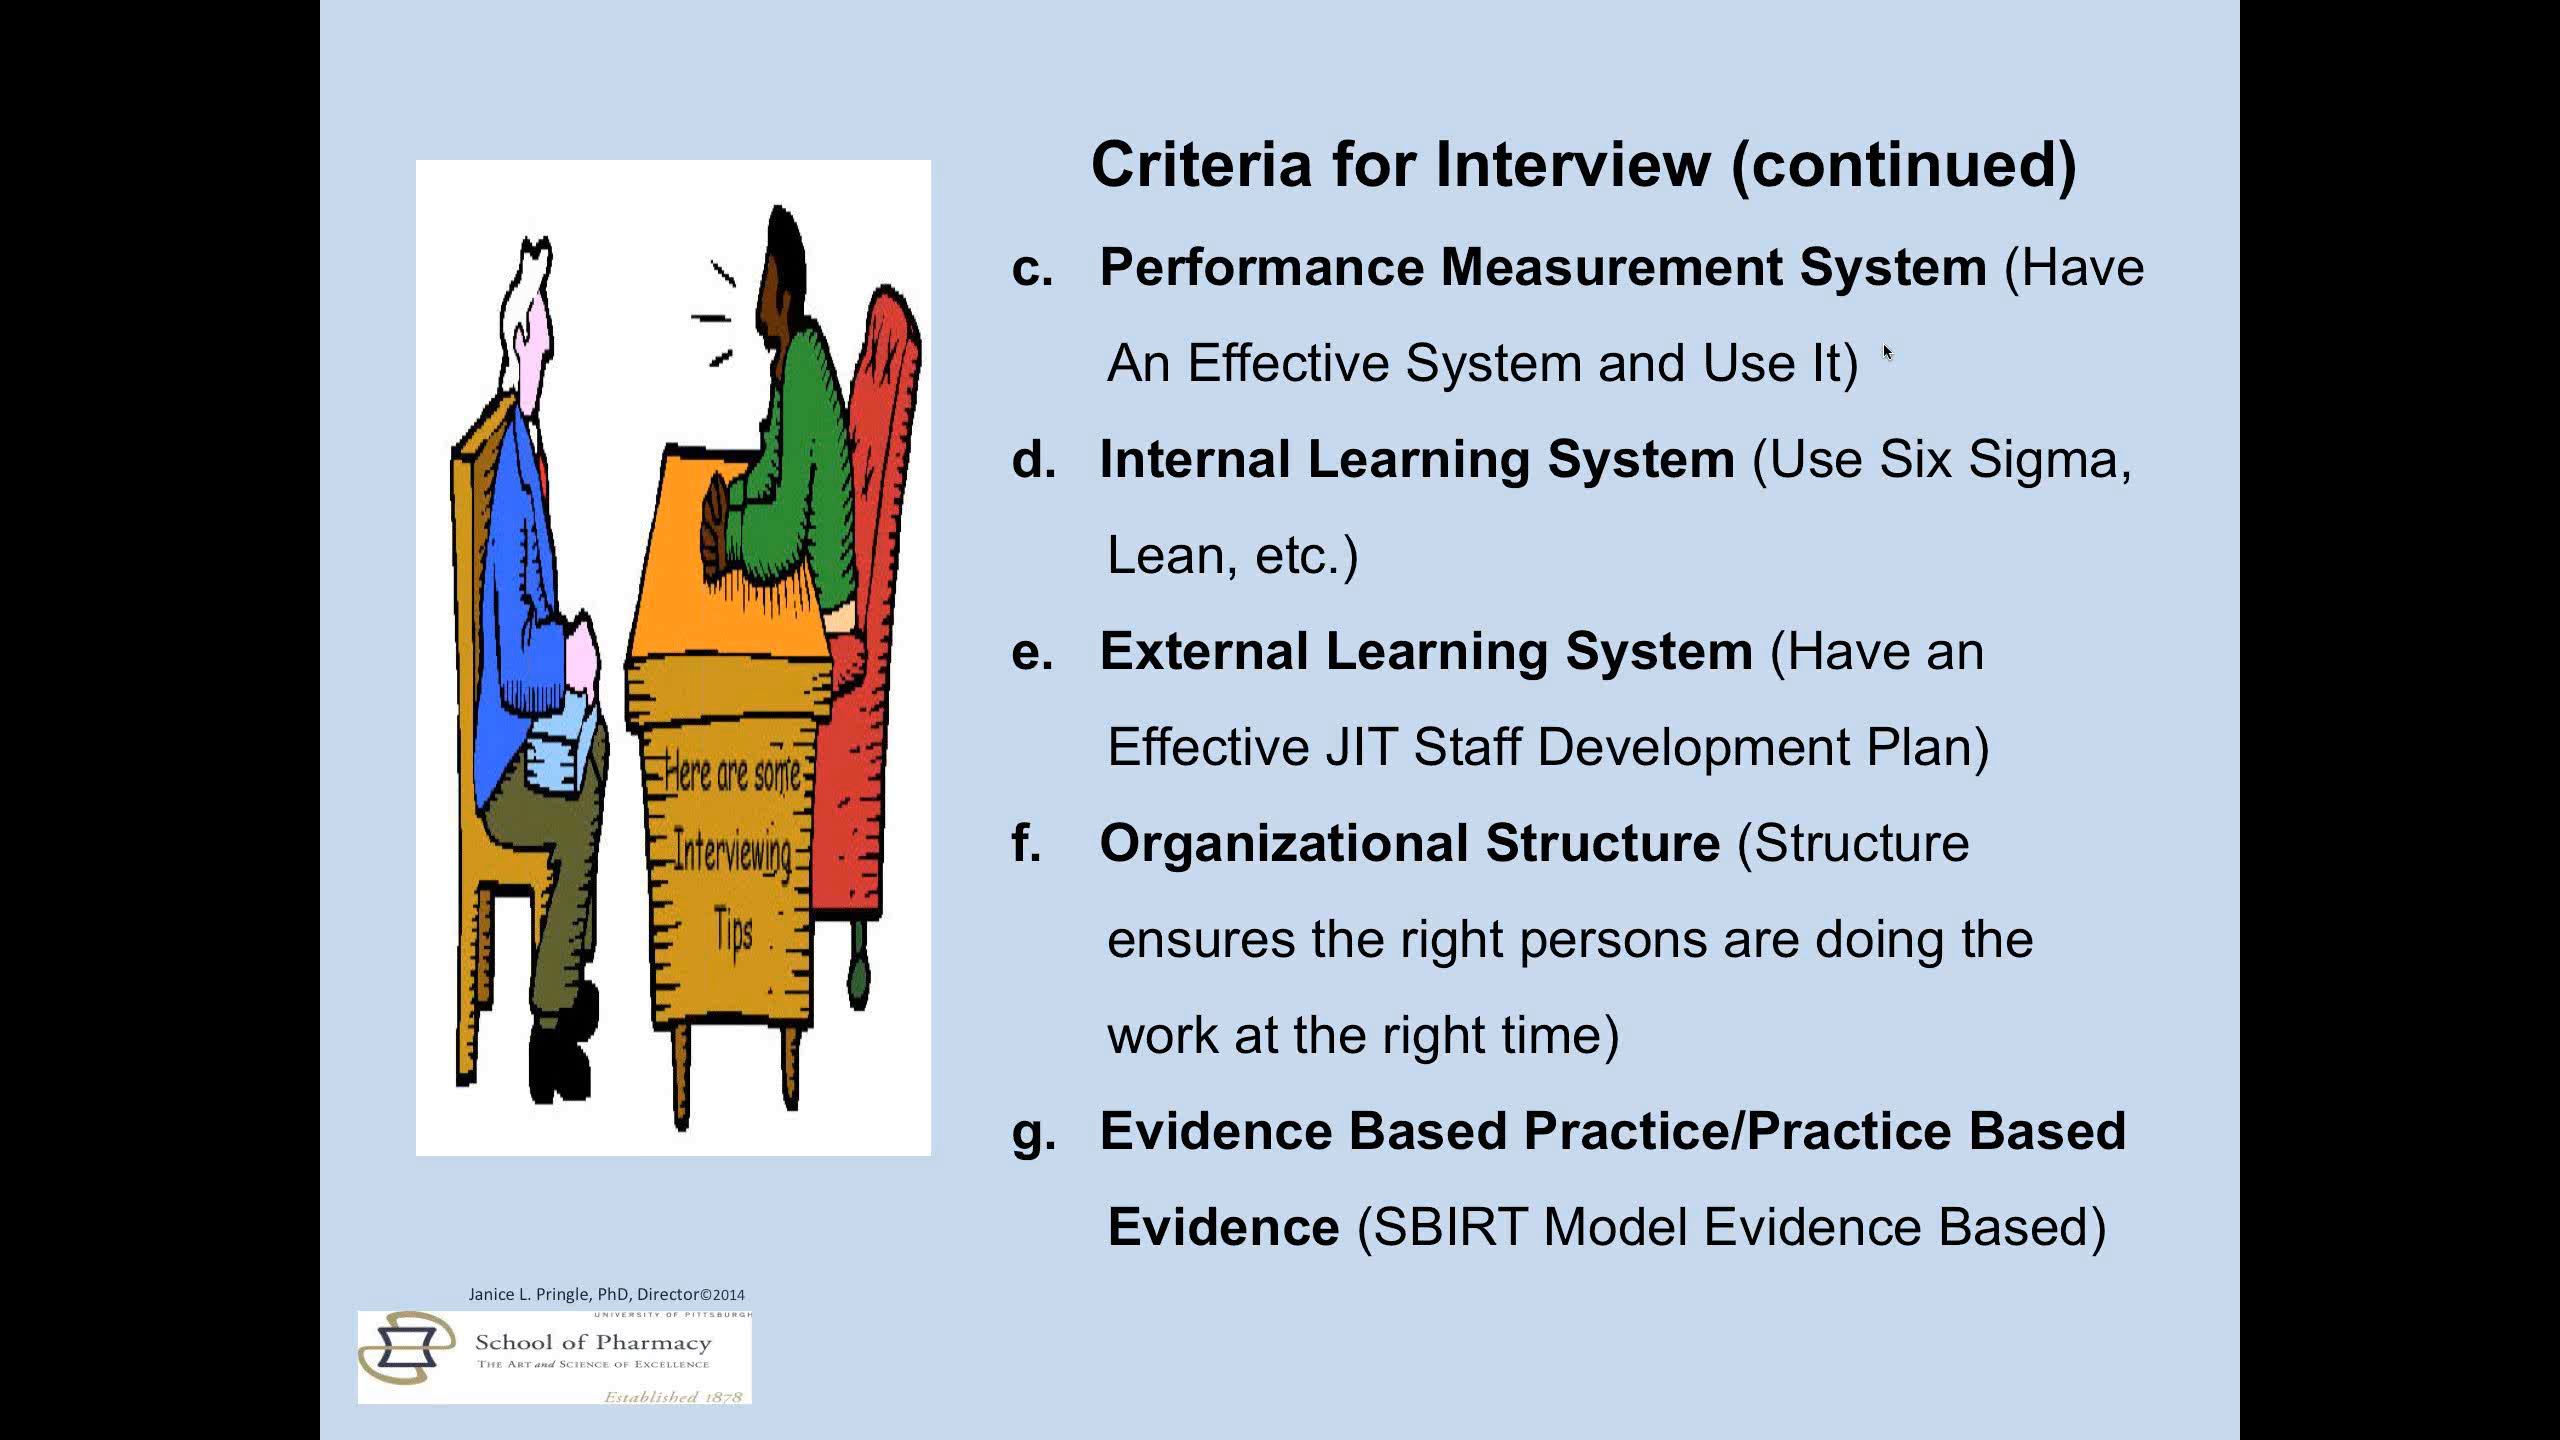 Criteria for Interview (continued)
c. Performance Measurement System (Have
An Effective System and Use It)
d. Internal Learning System (Use Six Sigma,
Lean, etc.)
e. External Learning System (Have an
Effective JIT Staff Development Plan)
f. Organizational Structure (Structure
ensures the right persons are doing the
work at the right time)
g. Evidence Based Practice/Practice Based
Evidence (SBIRT Model Evidence Based)
Here are some
Interviewing
Tips
Janice L. Pringle, PhD, Director©2014
UNIVERSITY OF PITTSBURGH
School of Pharmacy
THE ART and SCIENCE OF EXCELLENCE
Established 1878